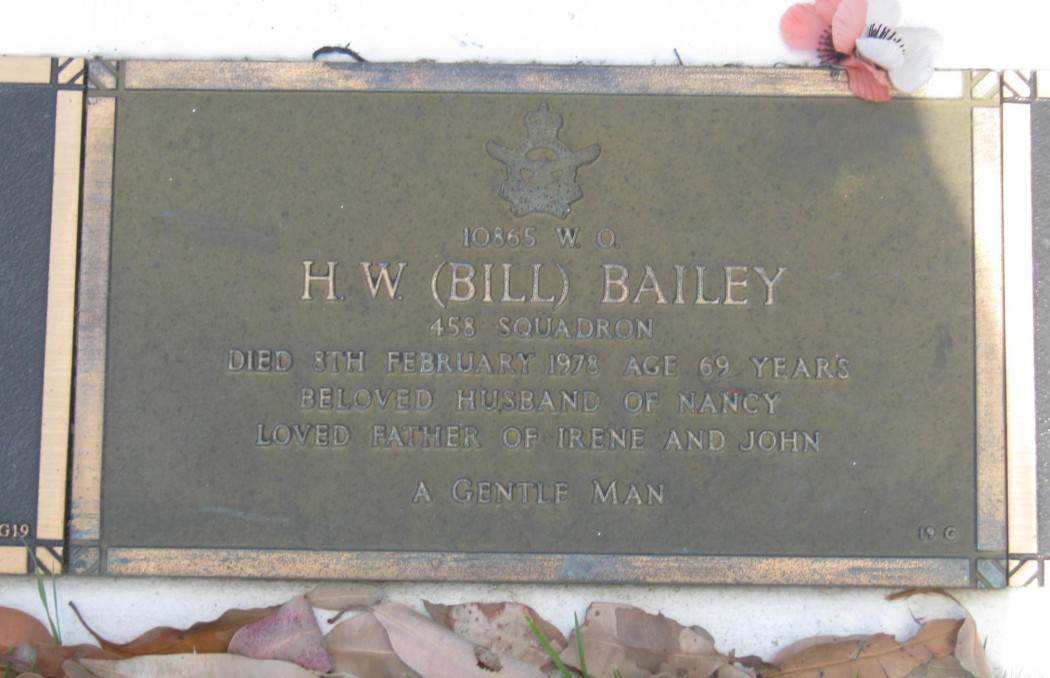 10865 W. O.
H. W. (BILL) BAILEY
458 SQUADRON
DIED 8TH FEBRUARY 1978 AGE 69 YEARS
BELOVED HUSBAND OF NANCY
LOVED FATHER OF IRENE AND JOHN
A GENTLE MAN
G19
19 G